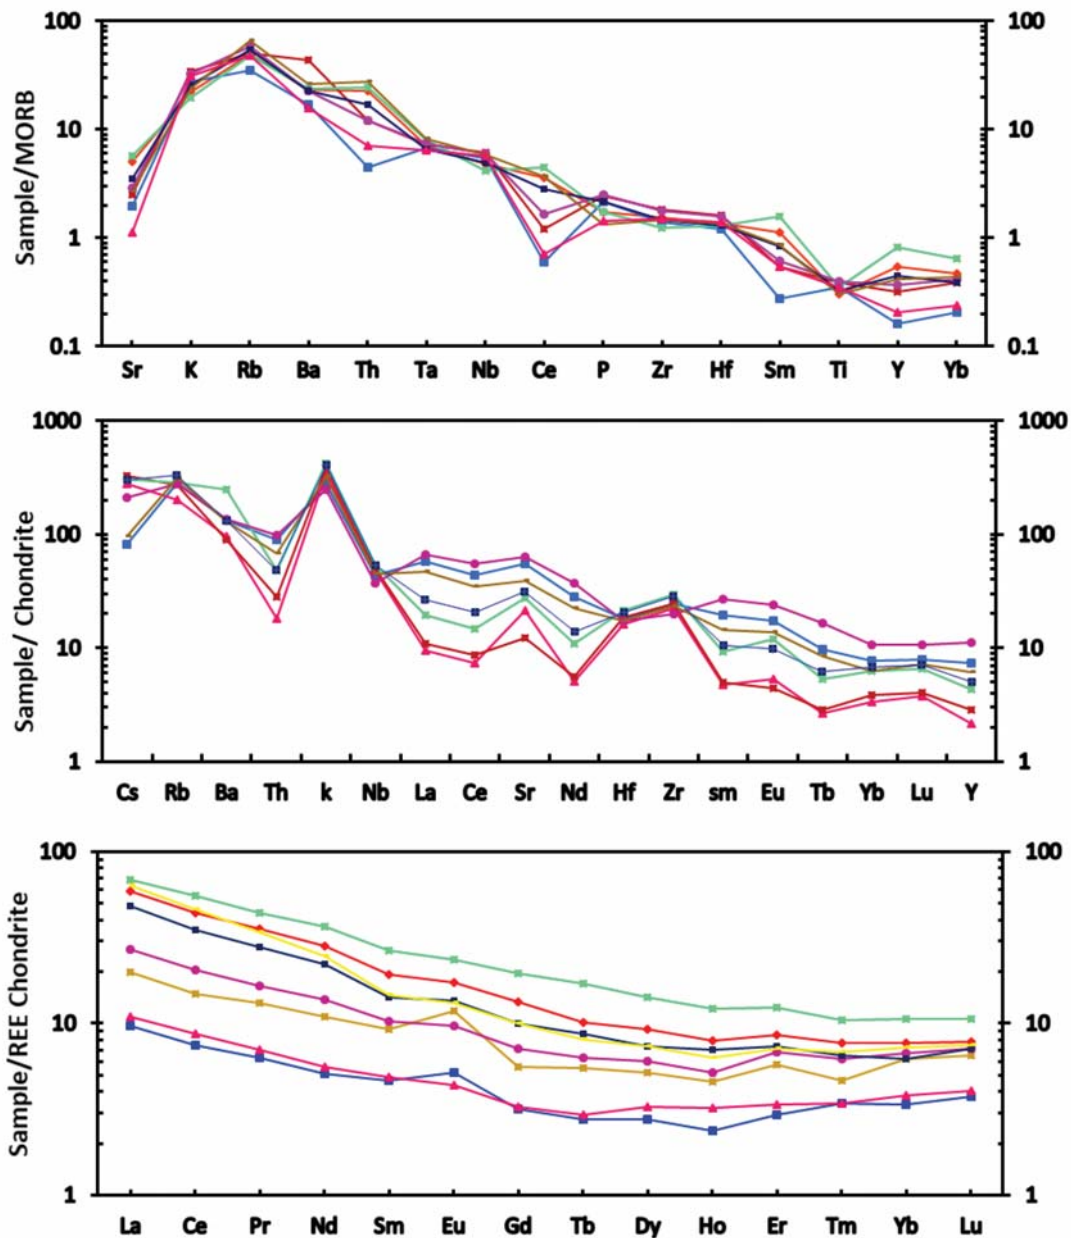 100 100
10 10
1 1
0.1 0.1
Sample/MORB
Sr K Rb Ba Th Ta Nb Ce P Zr Hf Sm Tl Y Yb
1000 1000
100 100
10 10
1 1
Sample/ Chondrite
Cs Rb Ba Th k Nb La Ce Sr Nd Hf Zr sm Eu Tb Yb Lu Y
100 100
10 10
1 1
Sample/REE Chondrite
La Ce Pr Nd Sm Eu Gd Tb Dy Ho Er Tm Yb Lu